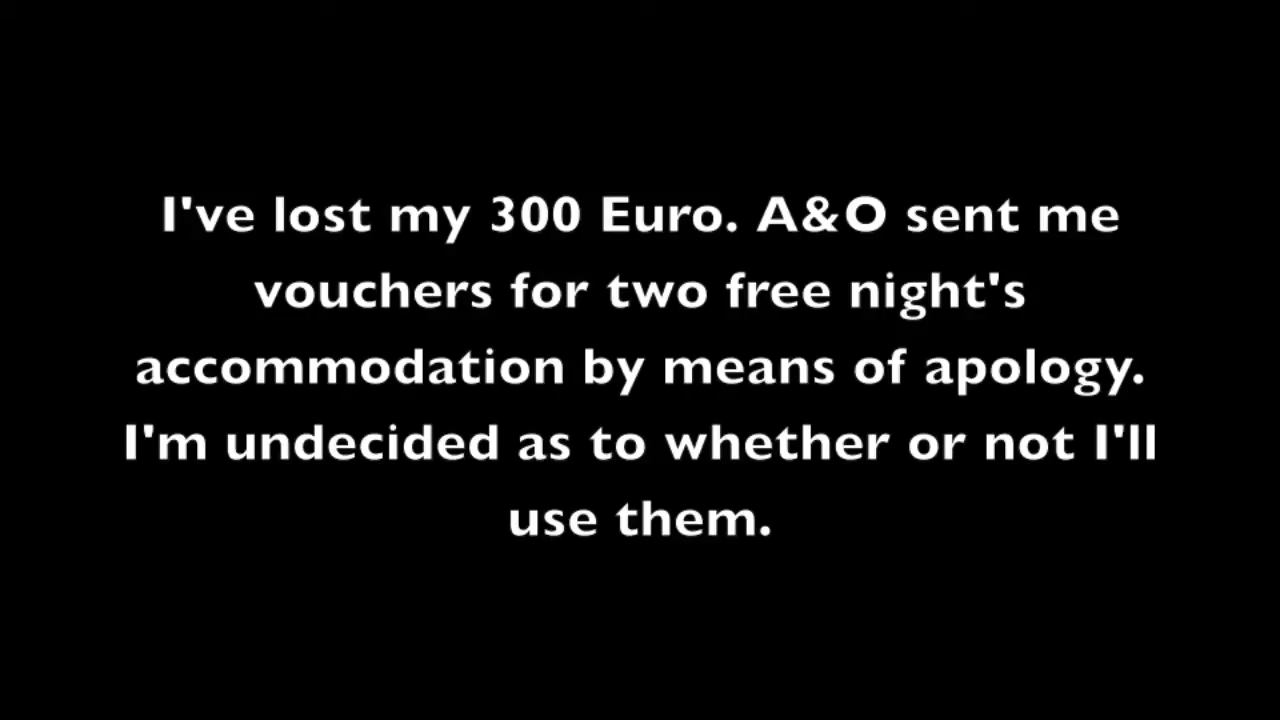 I've lost my 300 Euro. A&O sent me
vouchers for two free night's
accommodation by means of apology.
I'm undecided as to whether or not I'll
use them.